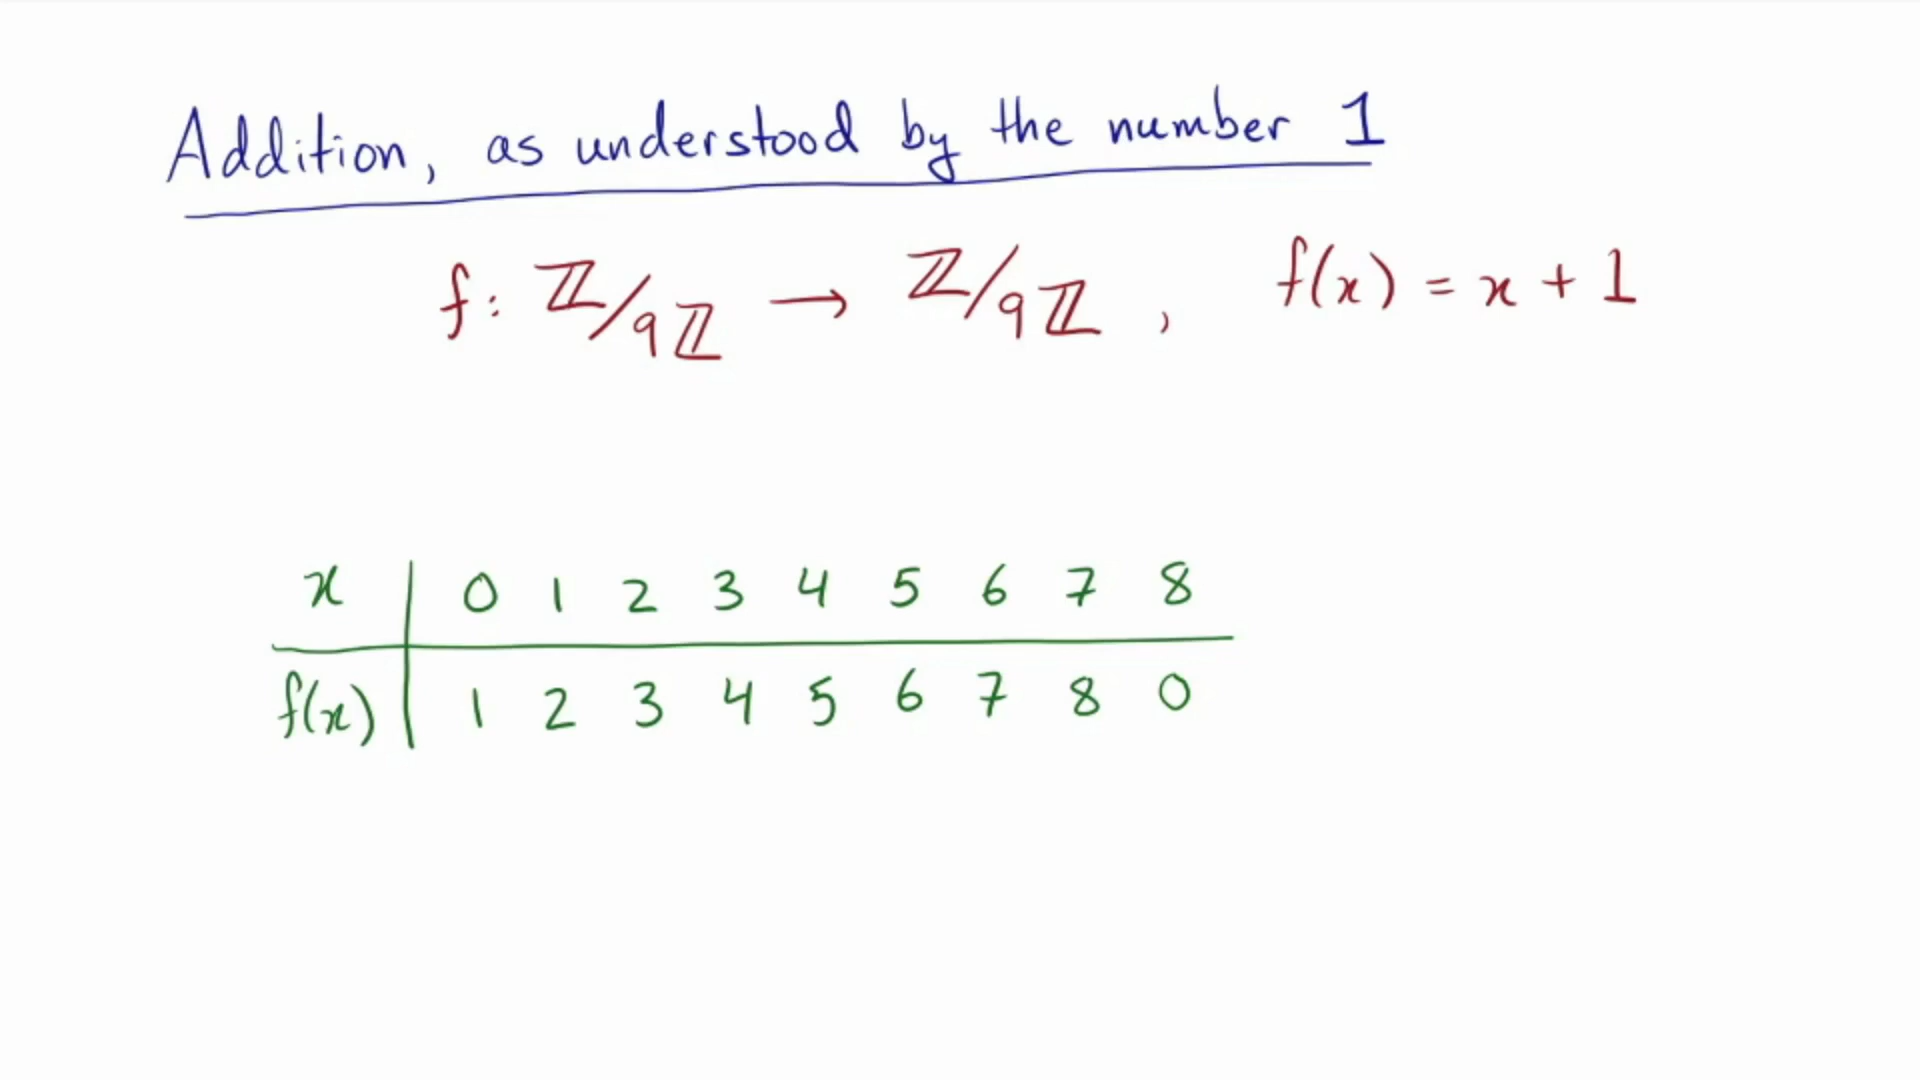 Addition, as understood by the number 1
f: ℤ/9ℤ → ℤ/9ℤ , f(x) = x + 1
x 0 1 2 3 4 5 6 7 8
f(x) 1 2 3 4 5 6 7 8 0